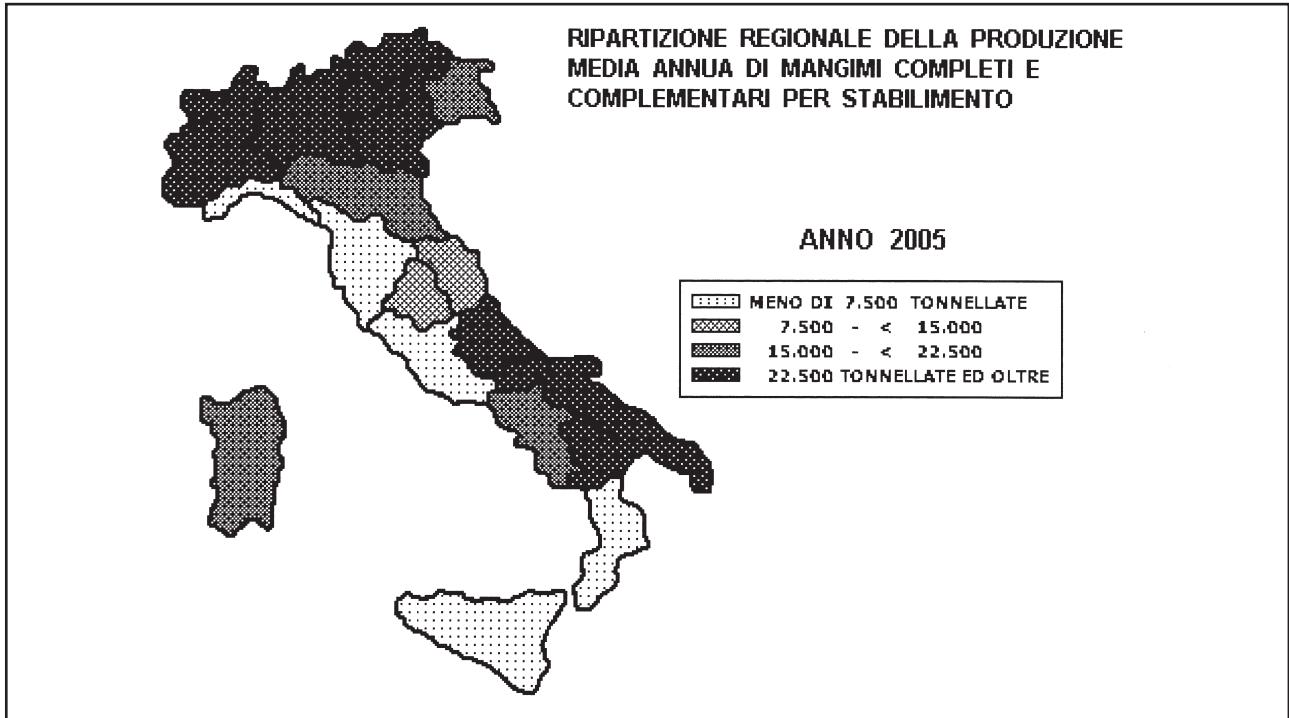 RIPARTIZIONE REGIONALE DELLA PRODUZIONE
MEDIA ANNUA DI MANGIMI COMPLETI E
COMPLEMENTARI PER STABILIMENTO
ANNO 2005
MENO DI 7.500 TONNELLATE
7.500 - < 15.000
15.000 - < 22.500
22.500 TONNELLATE ED OLTRE